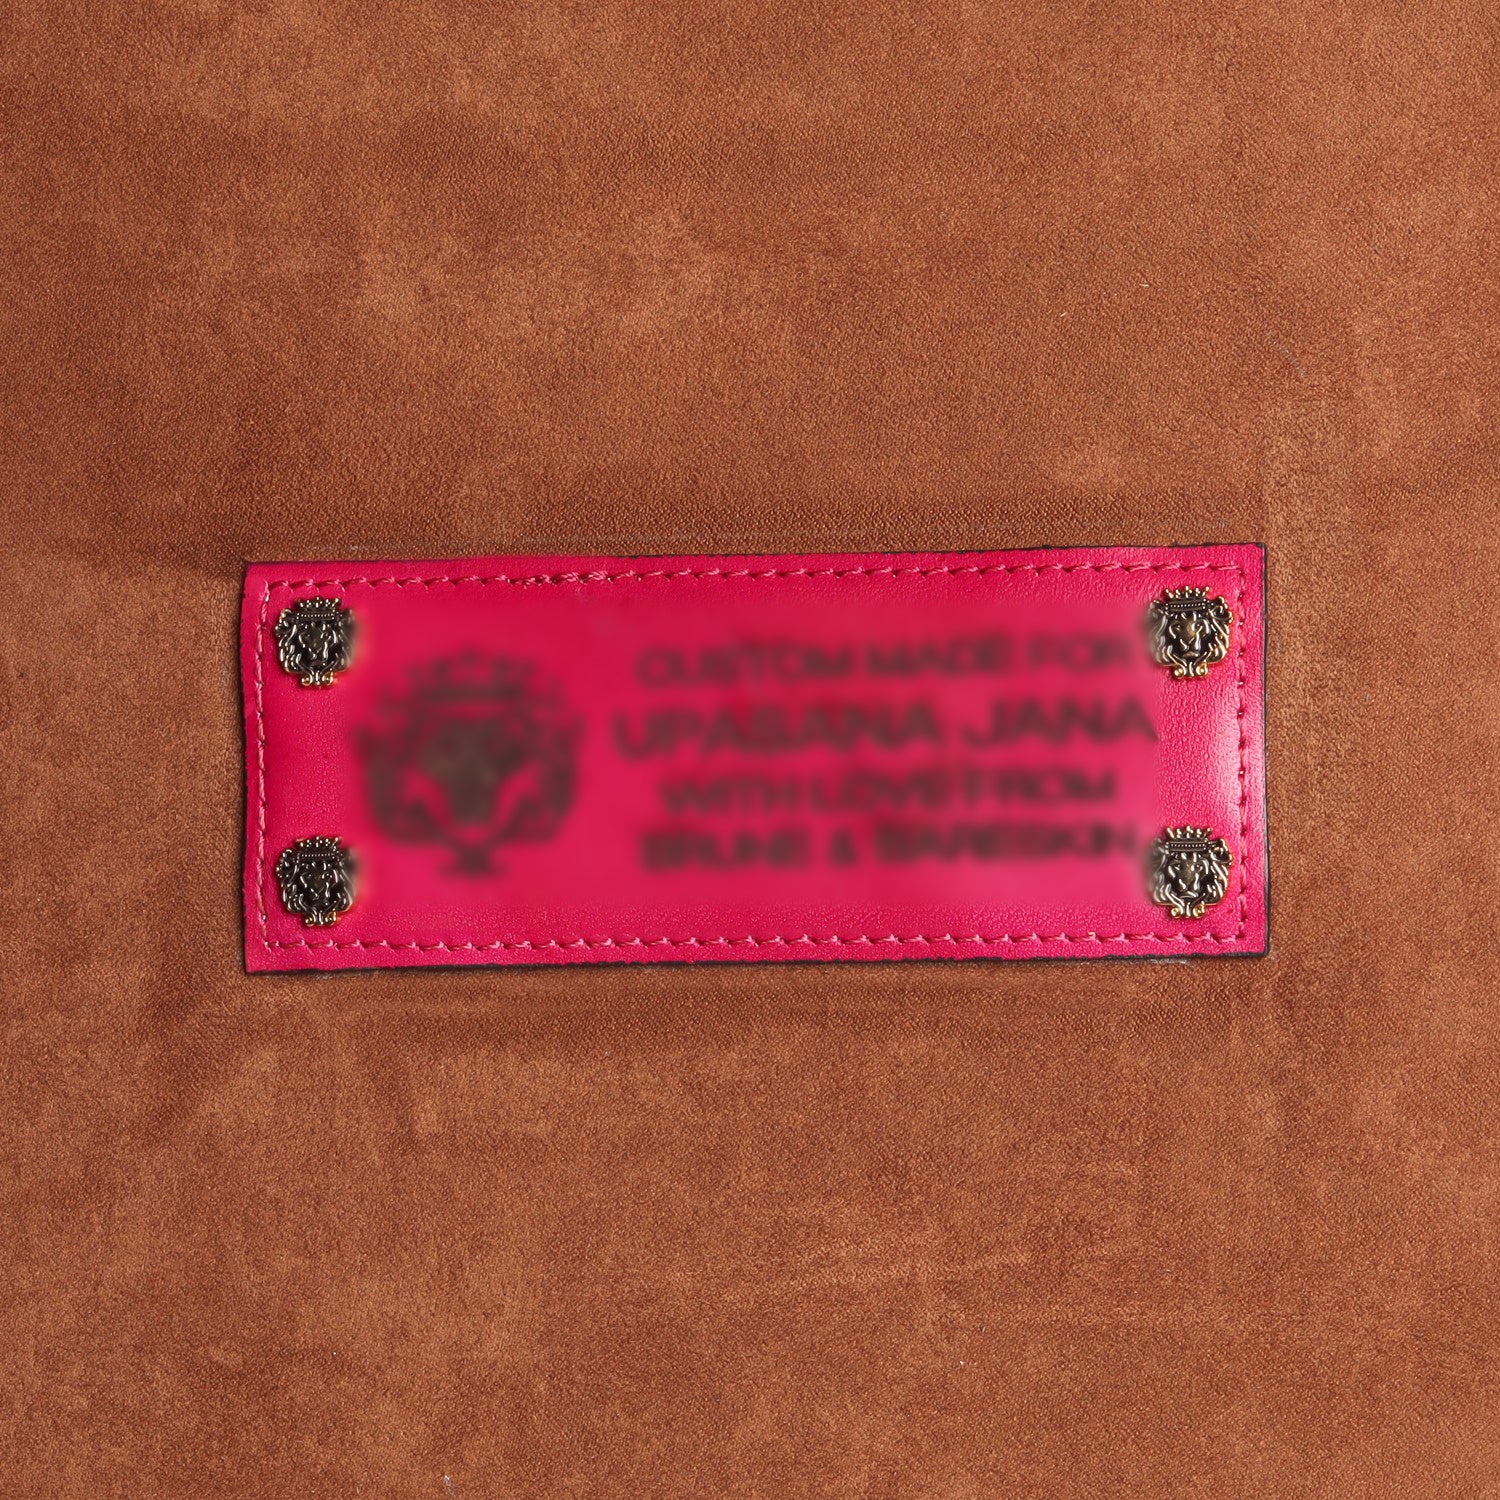 CUSTOM MADE FOR
UPASANA JANA
WITH LOVE FROM
BRUNE & BARESKIN